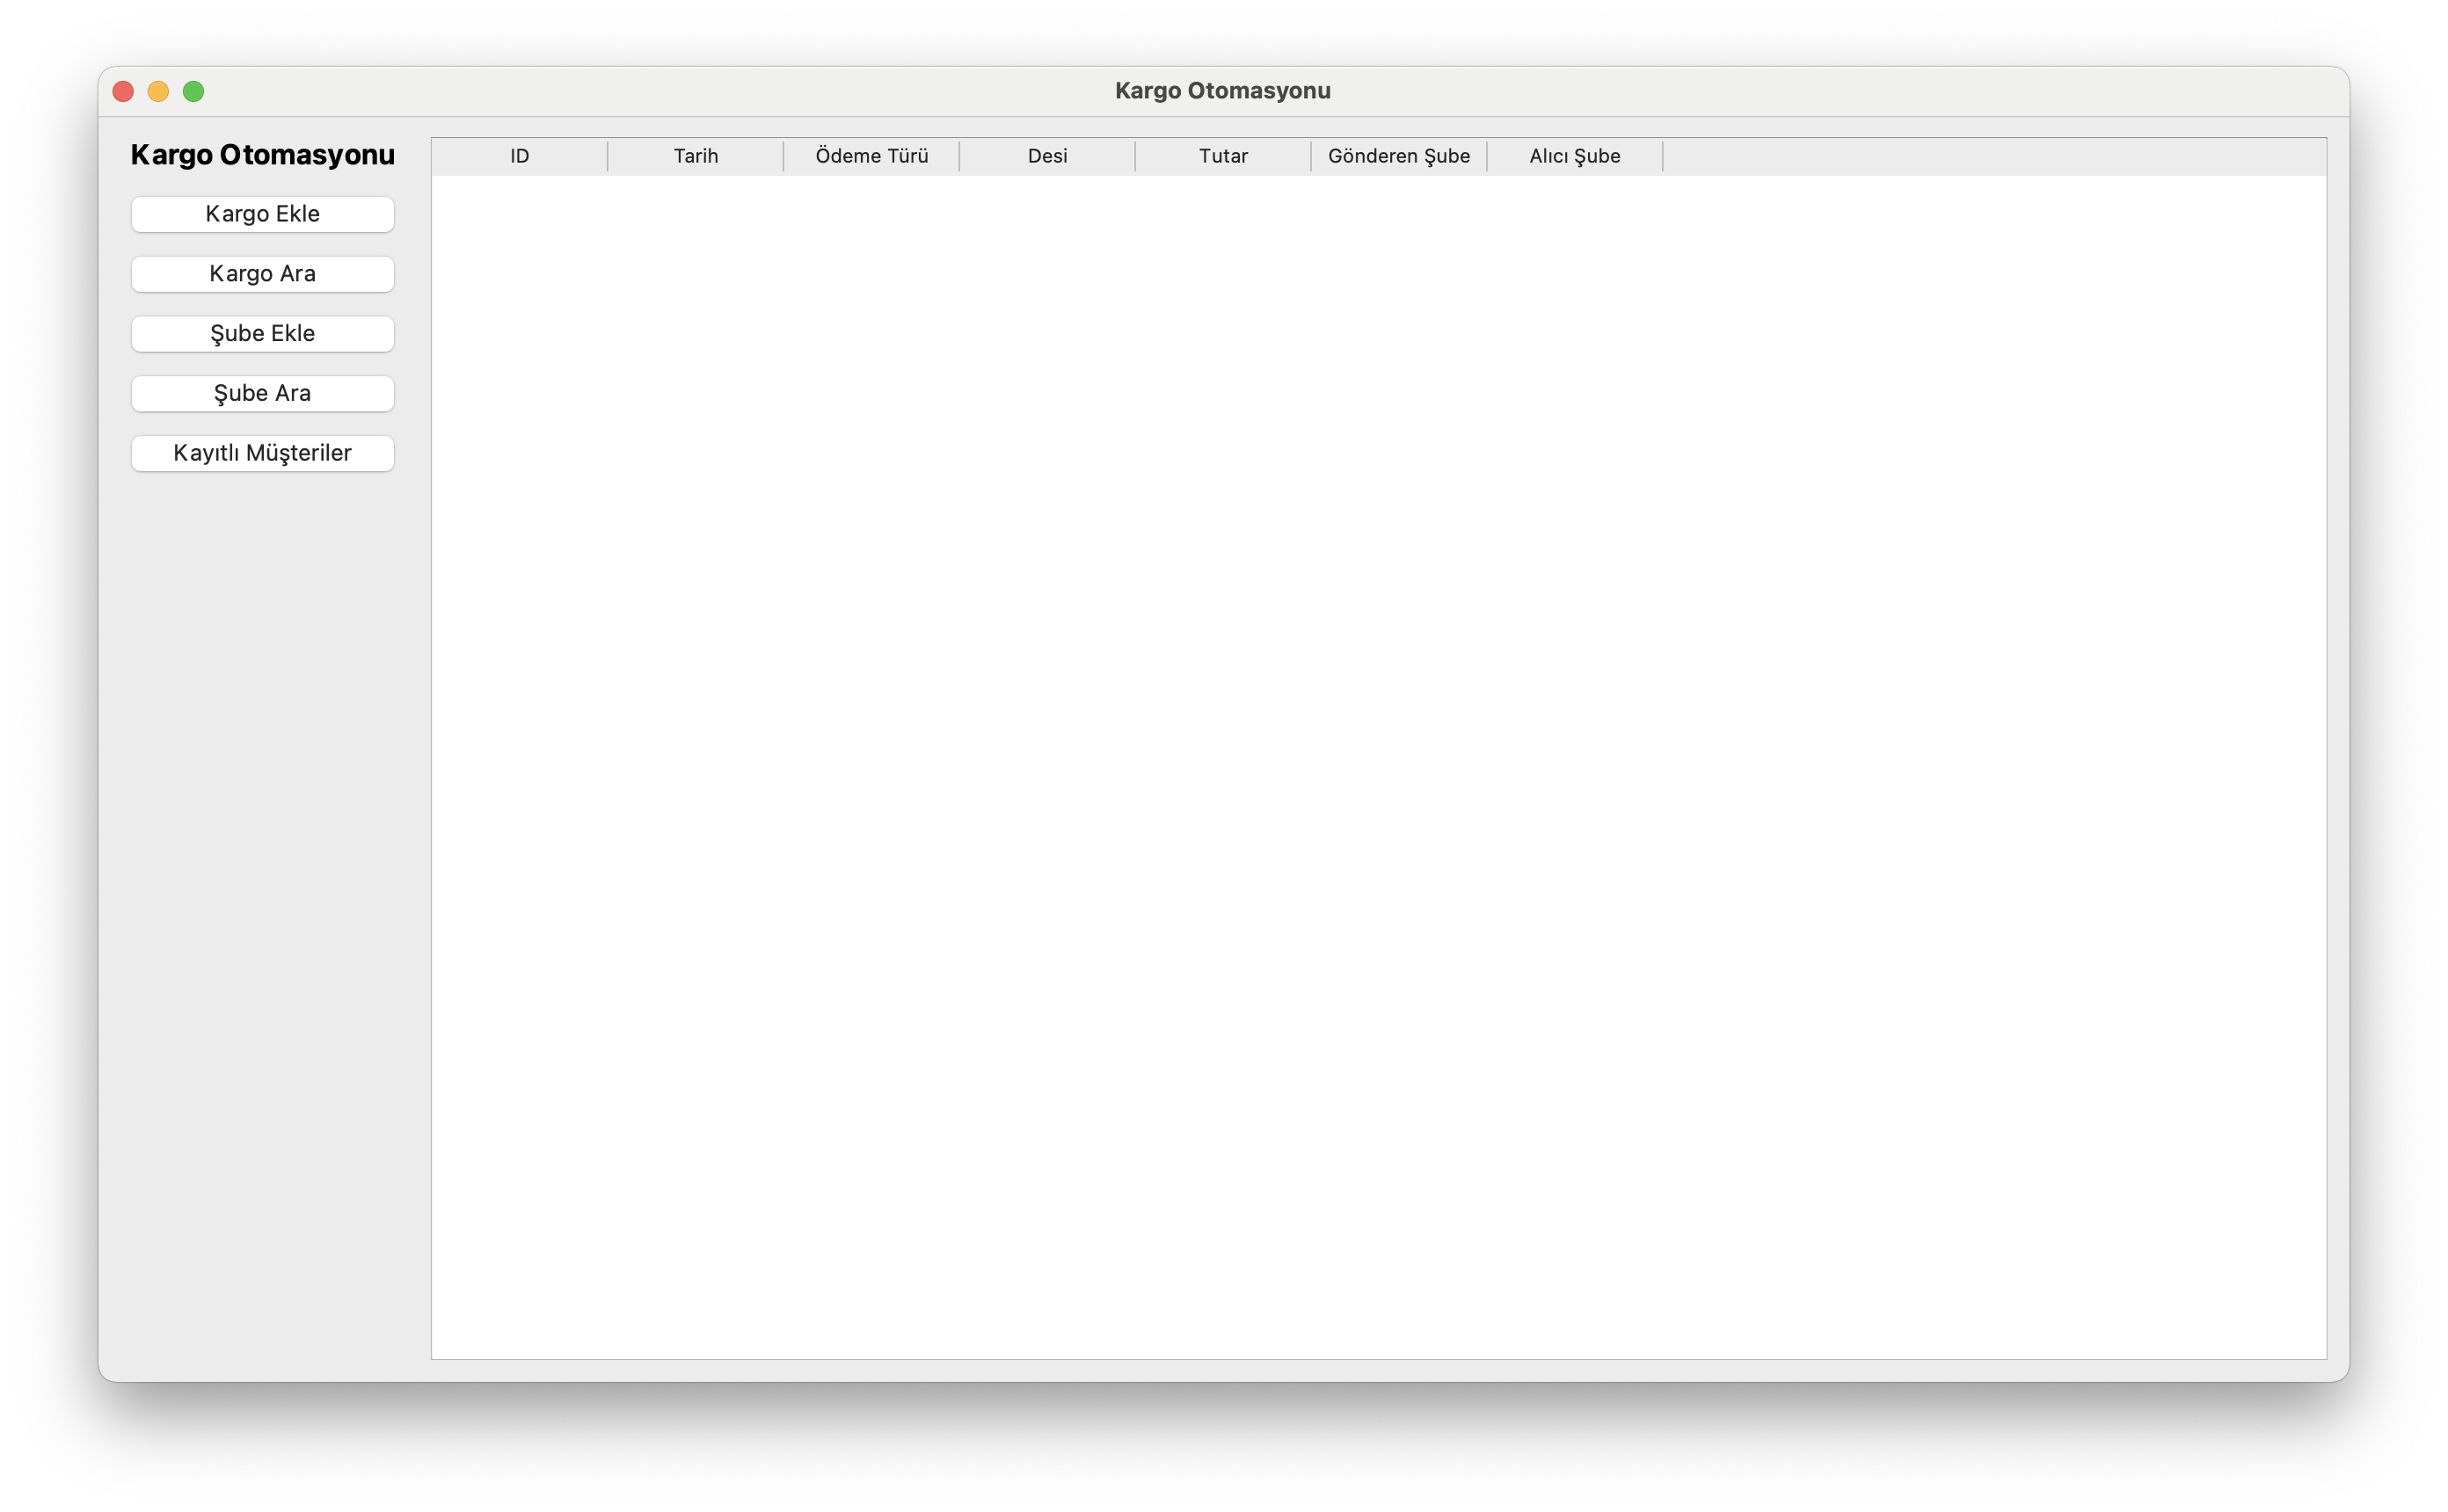 Kargo Otomasyonu
Kargo Otomasyonu
Kargo Ekle
Kargo Ara
Şube Ekle
Şube Ara
Kayıtlı Müşteriler
ID Tarih Ödeme Türü Desi Tutar Gönderen Şube Alıcı Şube